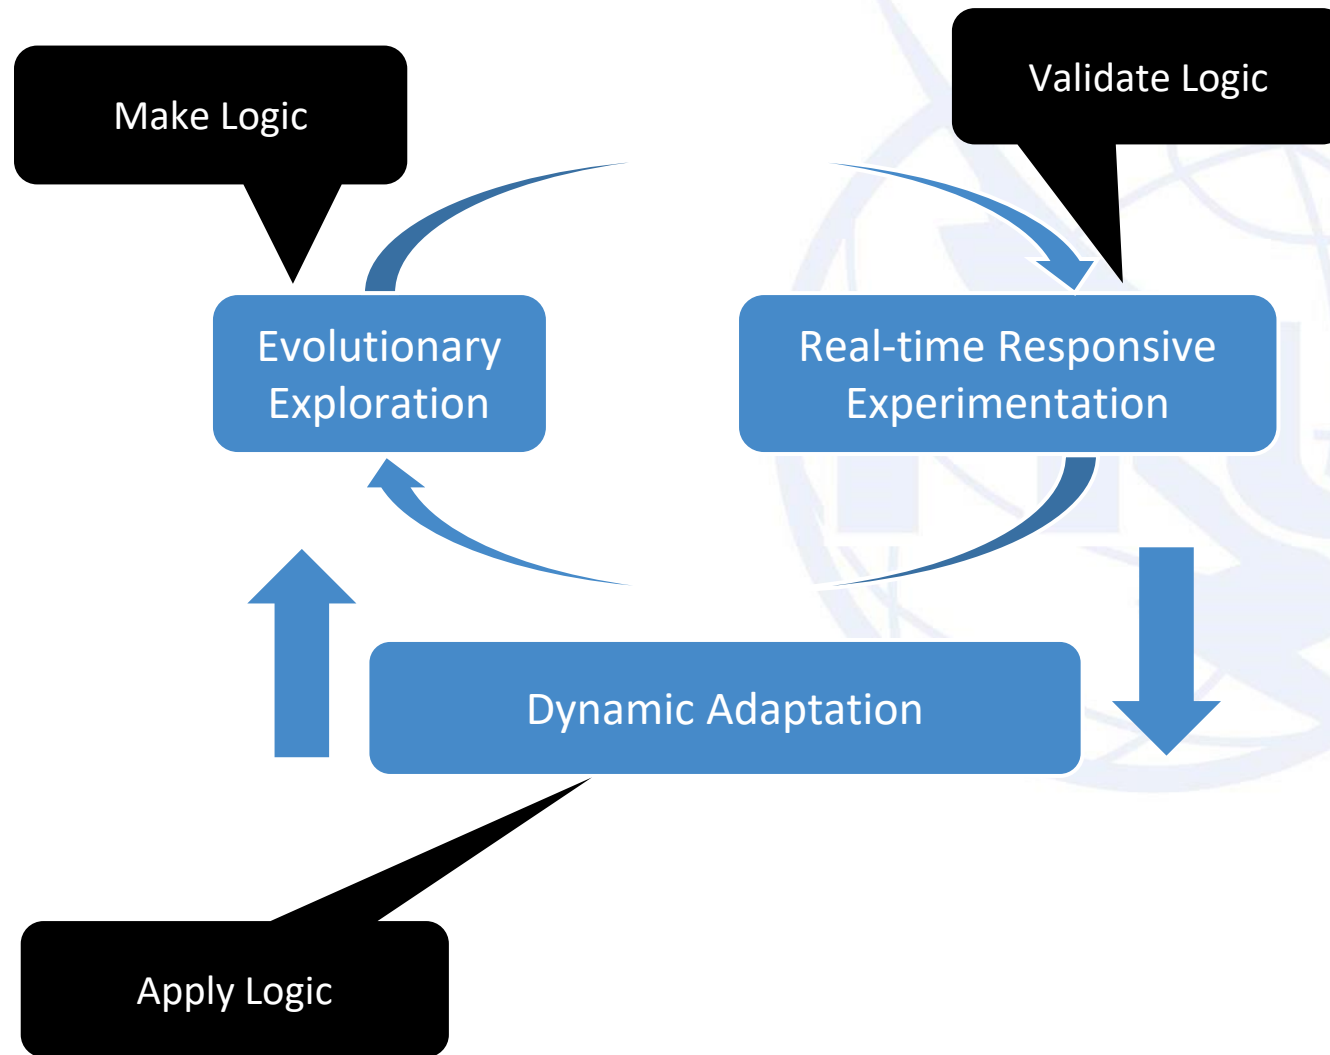 Make Logic
Validate Logic
Evolutionary
Exploration
Real-time Responsive
Experimentation
Dynamic Adaptation
Apply Logic